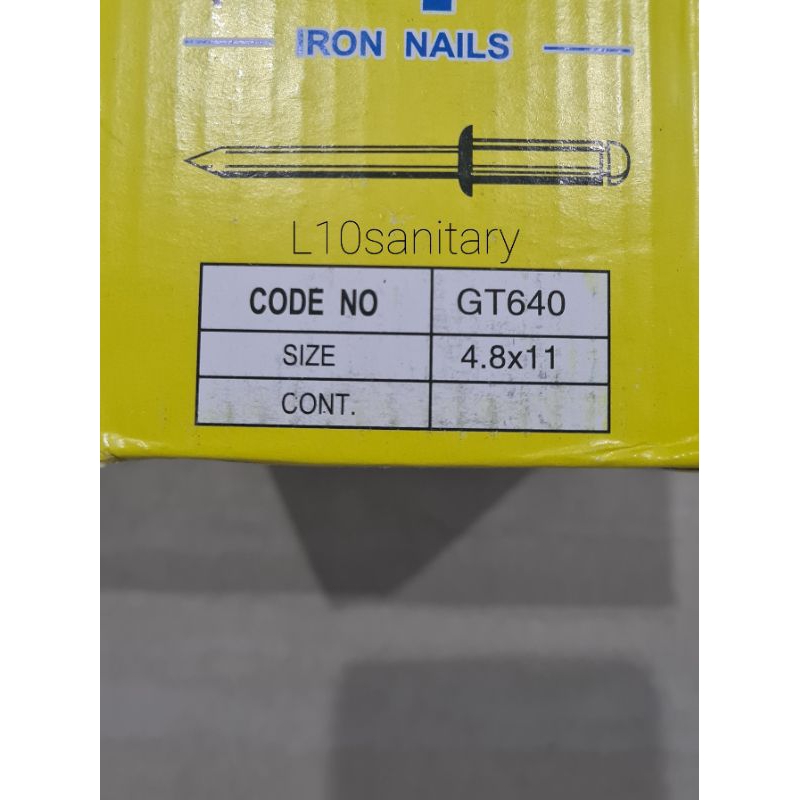 IRON NAILS
L10sanitary
CODE NO GT640
SIZE 4.8x11
CONT.